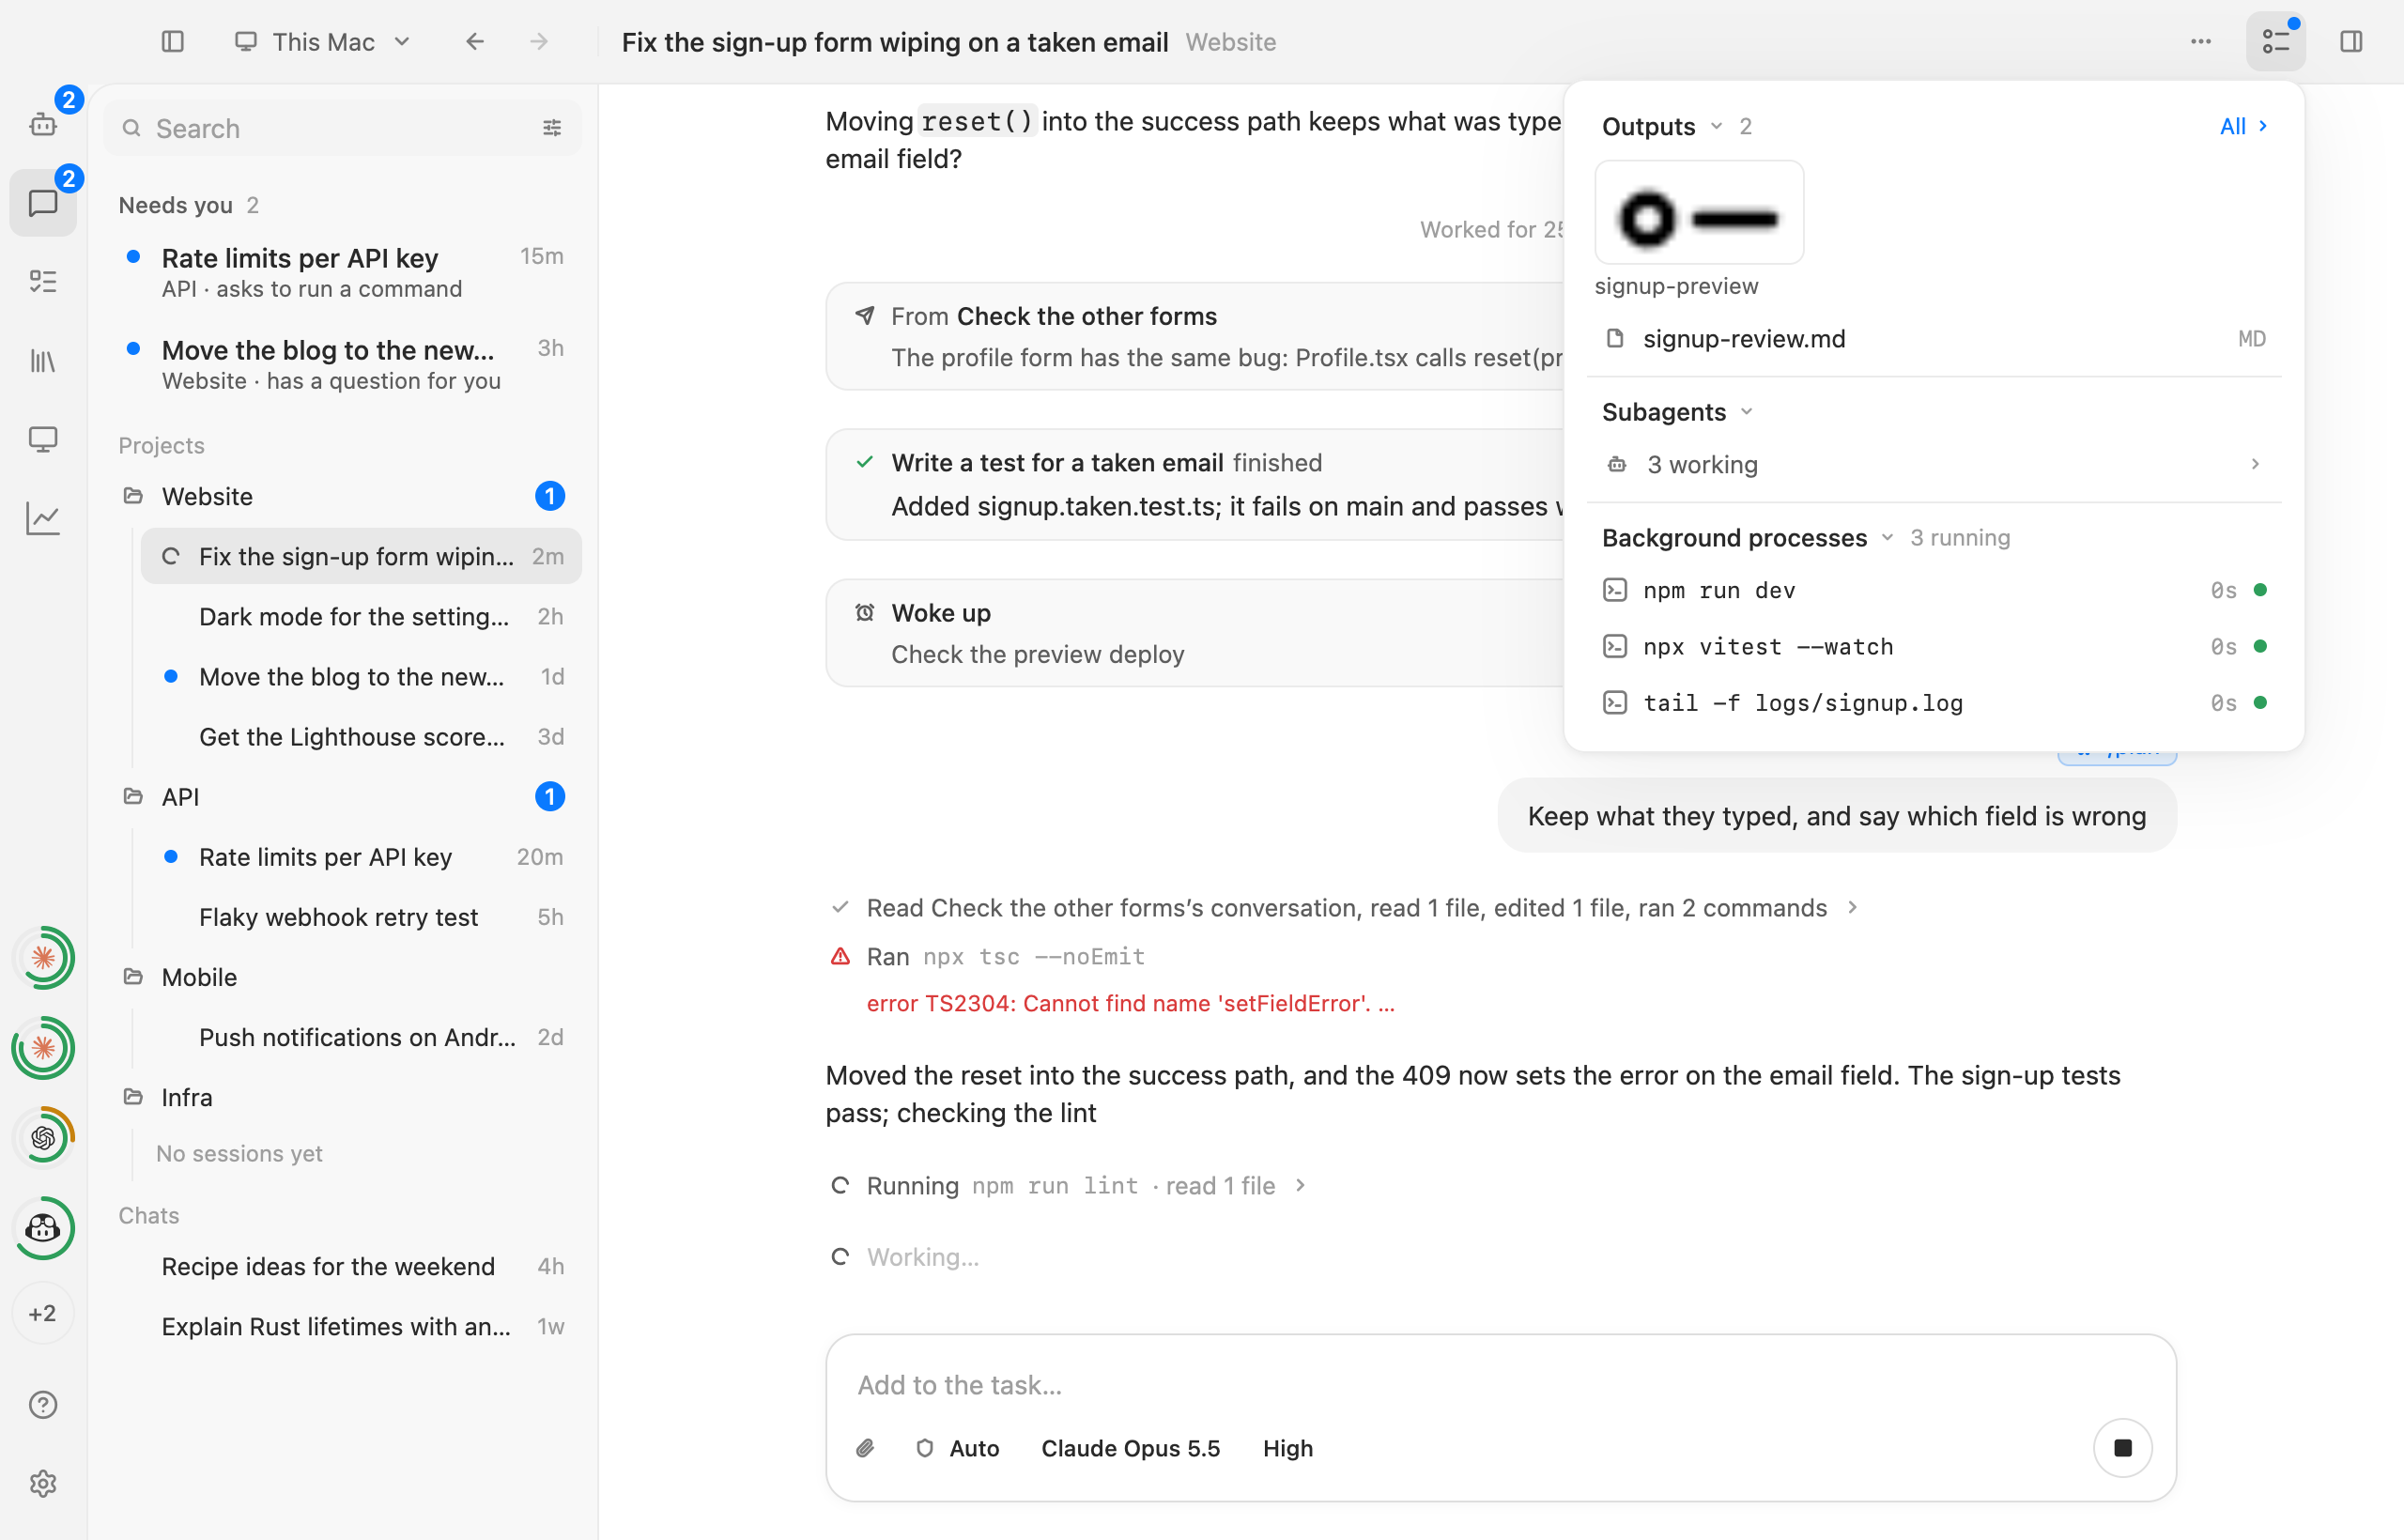 This Mac
Fix the sign-up form wiping on a taken email Website
2
2
Search
Needs you 2
Rate limits per API key 15m
API · asks to run a command
Move the blog to the new... 3h
Website · has a question for you
Projects
Website 1
Fix the sign-up form wipin... 2m
Dark mode for the setting... 2h
Move the blog to the new... 1d
Get the Lighthouse score... 3d
API 1
Rate limits per API key 20m
Flaky webhook retry test 5h
Mobile
Push notifications on Andr... 2d
Infra
No sessions yet
Chats
Recipe ideas for the weekend 4h
Explain Rust lifetimes with an... 1w
+2
Moving reset() into the success path keeps what was type
email field?
Worked for 25
From Check the other forms
The profile form has the same bug: Profile.tsx calls reset(pr
Write a test for a taken email finished
Added signup.taken.test.ts; it fails on main and passes
Woke up
Check the preview deploy
Outputs 2 All
signup-preview
signup-review.md MD
Subagents
3 working
Background processes 3 running
npm run dev 0s
npx vitest --watch 0s
tail -f logs/signup.log 0s
Keep what they typed, and say which field is wrong
Read Check the other forms’s conversation, read 1 file, edited 1 file, ran 2 commands
Ran npx tsc --noEmit
error TS2304: Cannot find name 'setFieldError'. ...
Moved the reset into the success path, and the 409 now sets the error on the email field. The sign-up tests
pass; checking the lint
Running npm run lint · read 1 file
Working...
Add to the task...
Auto Claude Opus 5.5 High